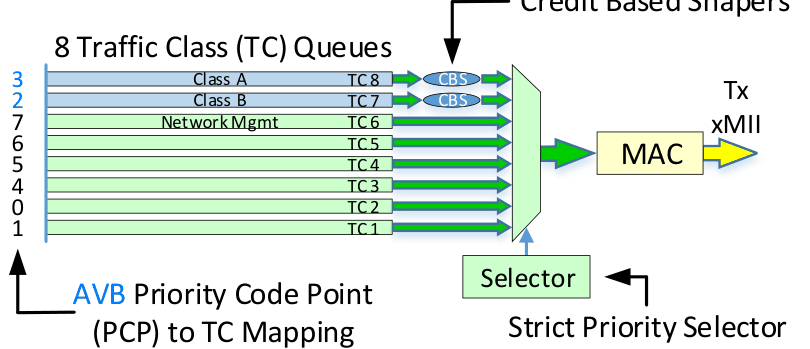 Credit Based Shapers
8 Traffic Class (TC) Queues
3 Class A TC 8 CBS
2 Class B TC 7 CBS
7 Network Mgmt TC 6
6 TC 5
5 TC 4
4 TC 3
0 TC 2
1 TC 1
Tx
xMII
MAC
Selector
AVB Priority Code Point
(PCP) to TC Mapping
Strict Priority Selector